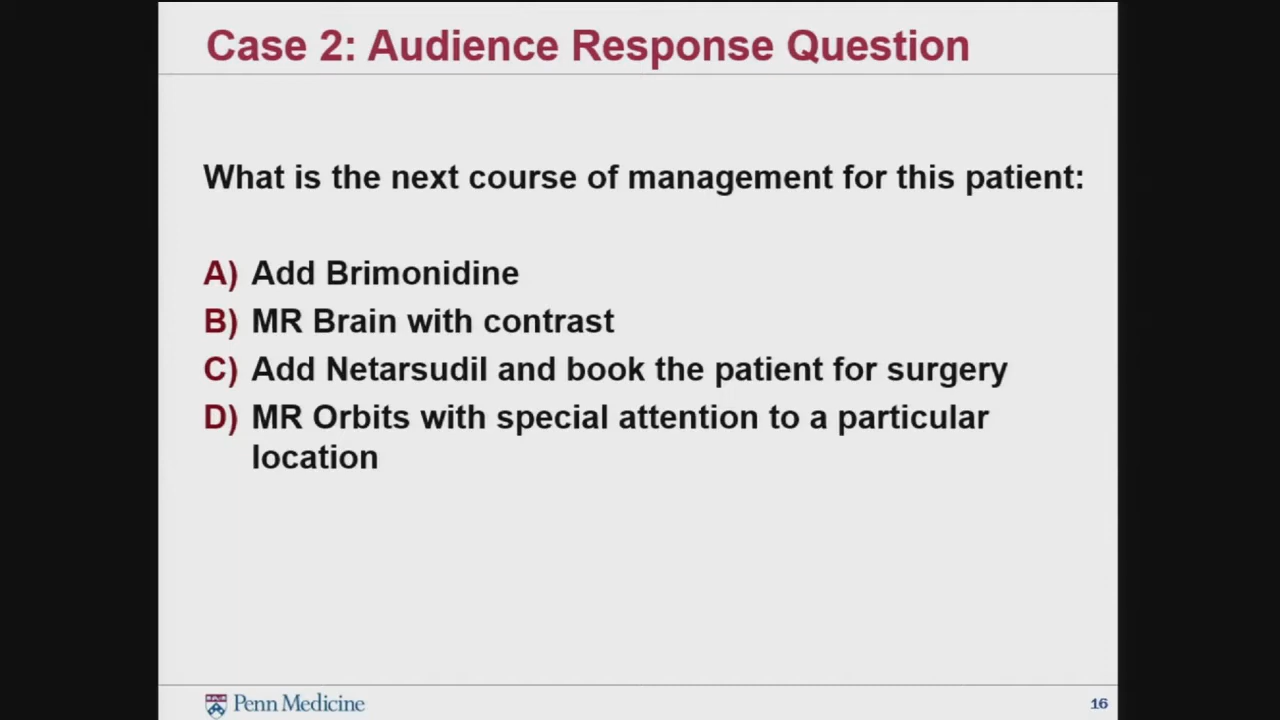 Case 2: Audience Response Question
What is the next course of management for this patient:
A) Add Brimonidine
B) MR Brain with contrast
C) Add Netarsudil and book the patient for surgery
D) MR Orbits with special attention to a particular
location
Penn Medicine
16